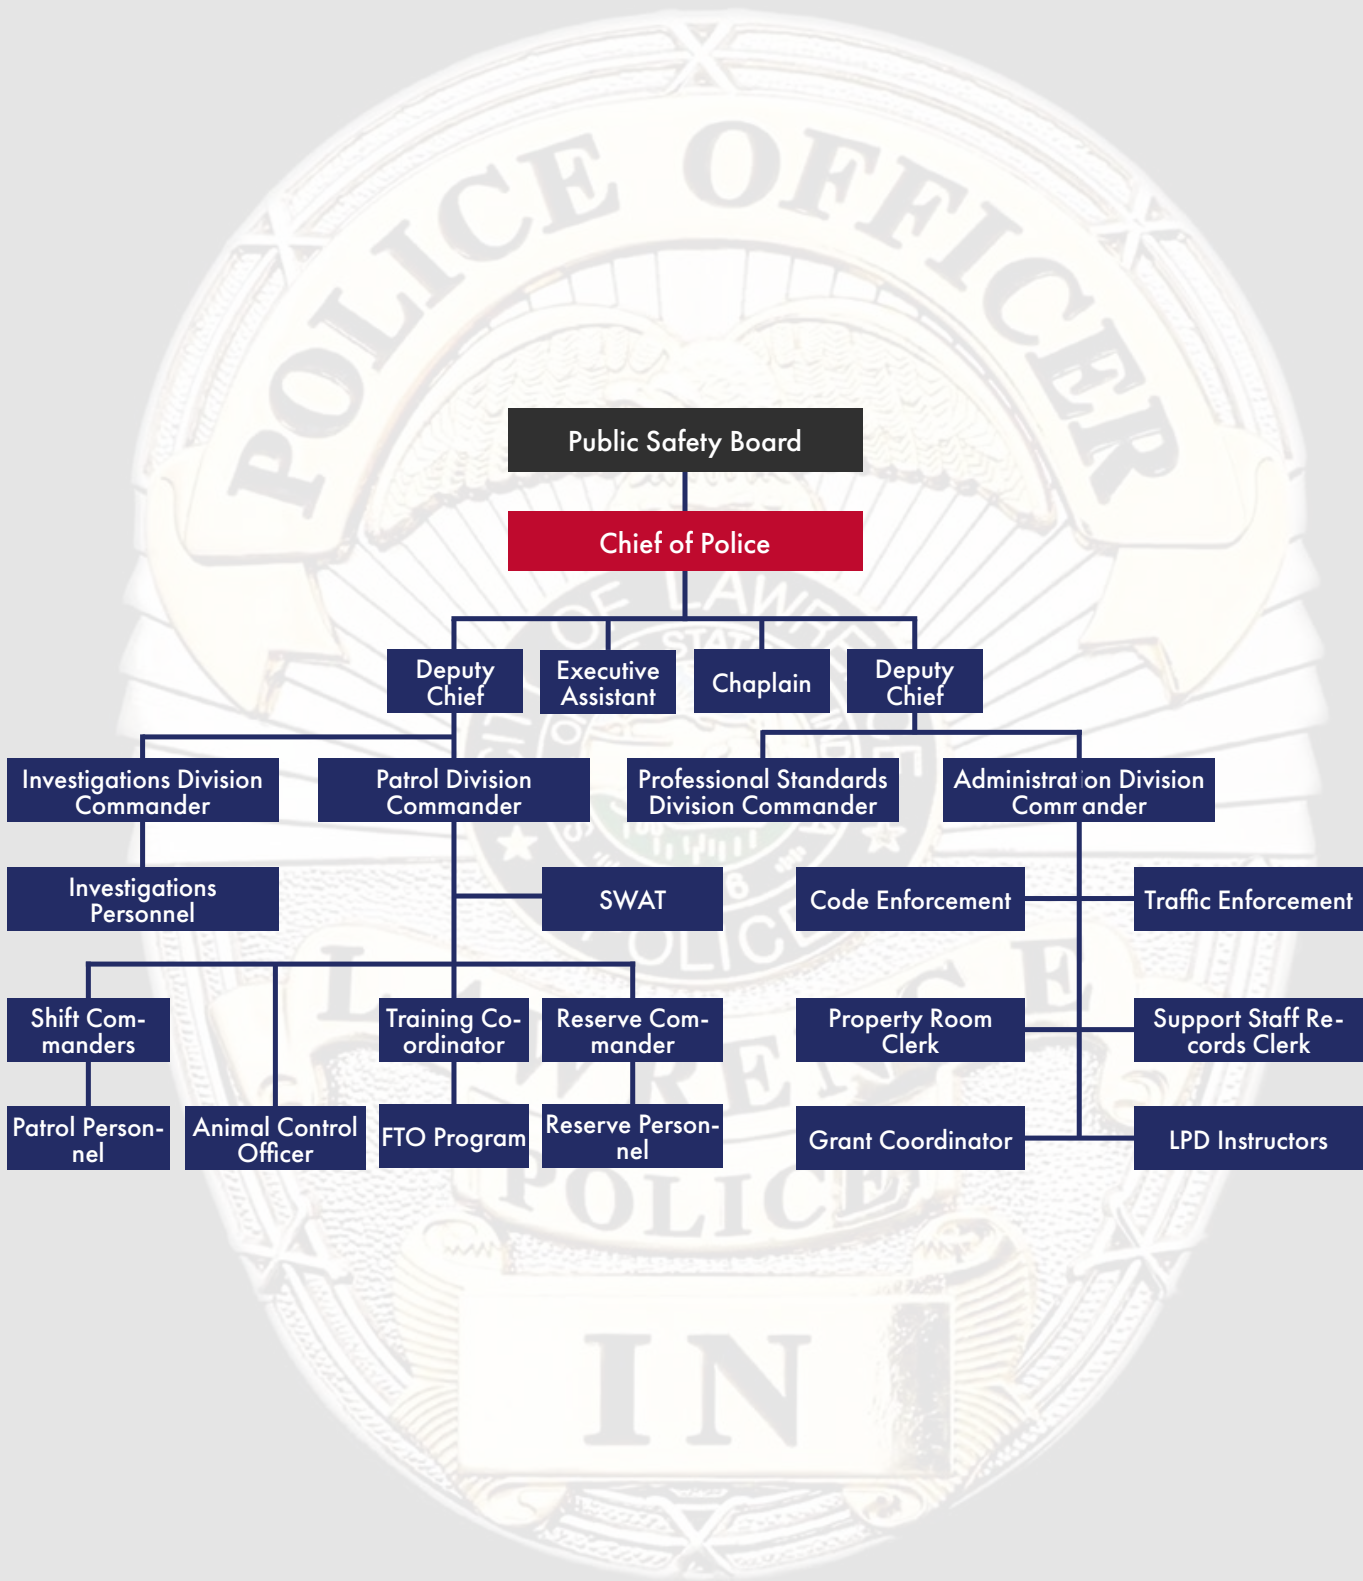 POLICE OFFICER
Public Safety Board
Chief of Police
Deputy
Chief
Executive
Assistant
Chaplain
Deputy
Chief
Investigations Division
Commander
Patrol Division
Commander
Professional Standards
Division Commander
Administration Division
Commander
Investigations
Personnel
SWAT
Code Enforcement
Traffic Enforcement
Shift Com-
manders
Training Co-
ordinator
Reserve Com-
mander
Property Room
Clerk
Support Staff Re-
cords Clerk
Patrol Person-
nel
Animal Control
Officer
FTO Program
Reserve Person-
nel
Grant Coordinator
LPD Instructors
LAWRENCE
POLICE
IN